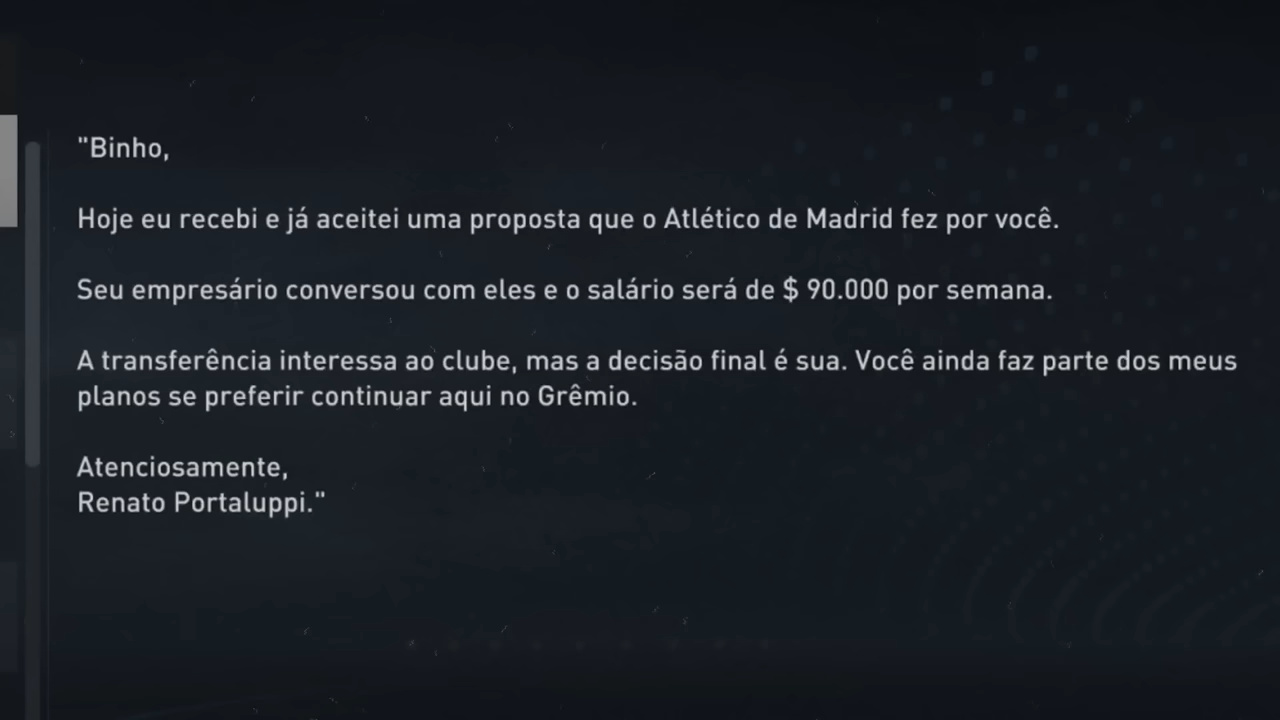 "Binho,
Hoje eu recebi e já aceitei uma proposta que o Atlético de Madrid fez por você.
Seu empresário conversou com eles e o salário será de $ 90.000 por semana.
A transferência interessa ao clube, mas a decisão final é sua. Você ainda faz parte dos meus
planos se preferir continuar aqui no Grêmio.
Atenciosamente,
Renato Portaluppi."